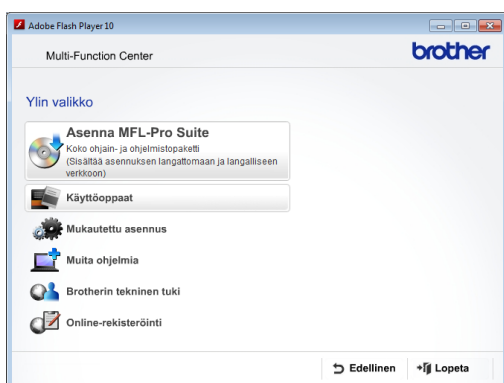 Adobe Flash Player 10
Multi-Function Center
brother
Ylin valikko
Asenna MFL-Pro Suite
Koko ohjain- ja ohjelmistopaketti
(Sisältää asennuksen langattomaan ja langalliseen
verkkoon)
Käyttöoppaat
Mukautettu asennus
Muita ohjelmia
Brotherin tekninen tuki
Online-rekisteröinti
Edellinen
Lopeta